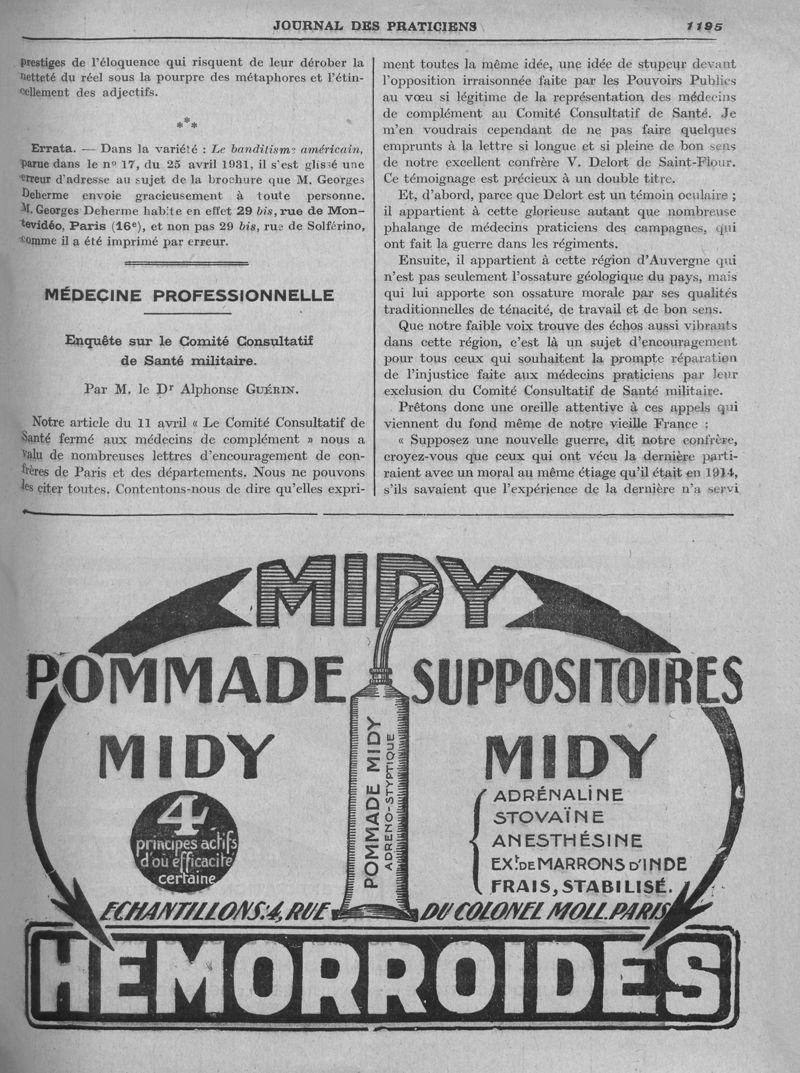 JOURNAL DES PRATICIENS
1195
prestiges de l'éloquence qui risquent de leur dérober la
netteté du réel sous la pourpre des métaphores et l'étin-
cellement des adjectifs.
***
Errata. — Dans la variété : Le banditisme américain,
parue dans le nº 17, du 25 avril 1931, il s'est glissé une
erreur d'adresse au sujet de la brochure que M. Georges
Deherme envoie gracieusement à toute personne.
M. Georges Deherme habite en effet 29 bis, rue de Mon-
tevidéo, Paris (16e), et non pas 29 bis, rue de Solférino,
comme il a été imprimé par erreur.
MÉDECINE PROFESSIONNELLE
Enquête sur le Comité Consultatif
de Santé militaire.
Par M. le Dr Alphonse GUÉRIN.
Notre article du 11 avril « Le Comité Consultatif de
Santé fermé aux médecins de complément » nous a
valu de nombreuses lettres d'encouragement de con-
frères de Paris et des départements. Nous ne pouvons
les citer toutes. Contentons-nous de dire qu'elles expri-
ment toutes la même idée, une idée de stupeur devant
l'opposition irraisonnée faite par les Pouvoirs Publics
au vœu si légitime de la représentation des médecins
de complément au Comité Consultatif de Santé. Je
m'en voudrais cependant de ne pas faire quelques
emprunts à la lettre si longue et si pleine de bon sens
de notre excellent confrère V. Delort de Saint-Flour.
Ce témoignage est précieux à un double titre.
Et, d'abord, parce que Delort est un témoin oculaire ;
il appartient à cette glorieuse autant que nombreuse
phalange de médecins praticiens des campagnes, qui
ont fait la guerre dans les régiments.
Ensuite, il appartient à cette région d'Auvergne qui
n'est pas seulement l'ossature géologique du pays, mais
qui lui apporte son ossature morale par ses qualités
traditionnelles de ténacité, de travail et de bon sens.
Que notre faible voix trouve des échos aussi vibrants
dans cette région, c'est là un sujet d'encouragement
pour tous ceux qui souhaitent la prompte réparation
de l'injustice faite aux médecins praticiens par leur
exclusion du Comité Consultatif de Santé militaire.
Prêtons donc une oreille attentive à ces appels qui
viennent du fond même de notre vieille France :
« Supposez une nouvelle guerre, dit notre confrère,
croyez-vous que ceux qui ont vécu la dernière parti-
raient avec un moral au même étiage qu'il était en 1914,
s'ils savaient que l'expérience de la dernière n'a servi
MIDY
POMMADE
MIDY
4
principes actifs
d'où efficacité
certaine
POMMADE MIDY
ADRENO-STYPTIQUE
POMMADE MIDY
SUPPOSITOIRES
MIDY
ADRÉNALINE
STOVAÏNE
ANESTHÉSINE
EXt. DE MARRONS D'INDE
FRAIS, STABILISÉ.
ECHANTILLONS: 4, RUE DU COLONEL MOLL. PARIS
HEMORROIDES